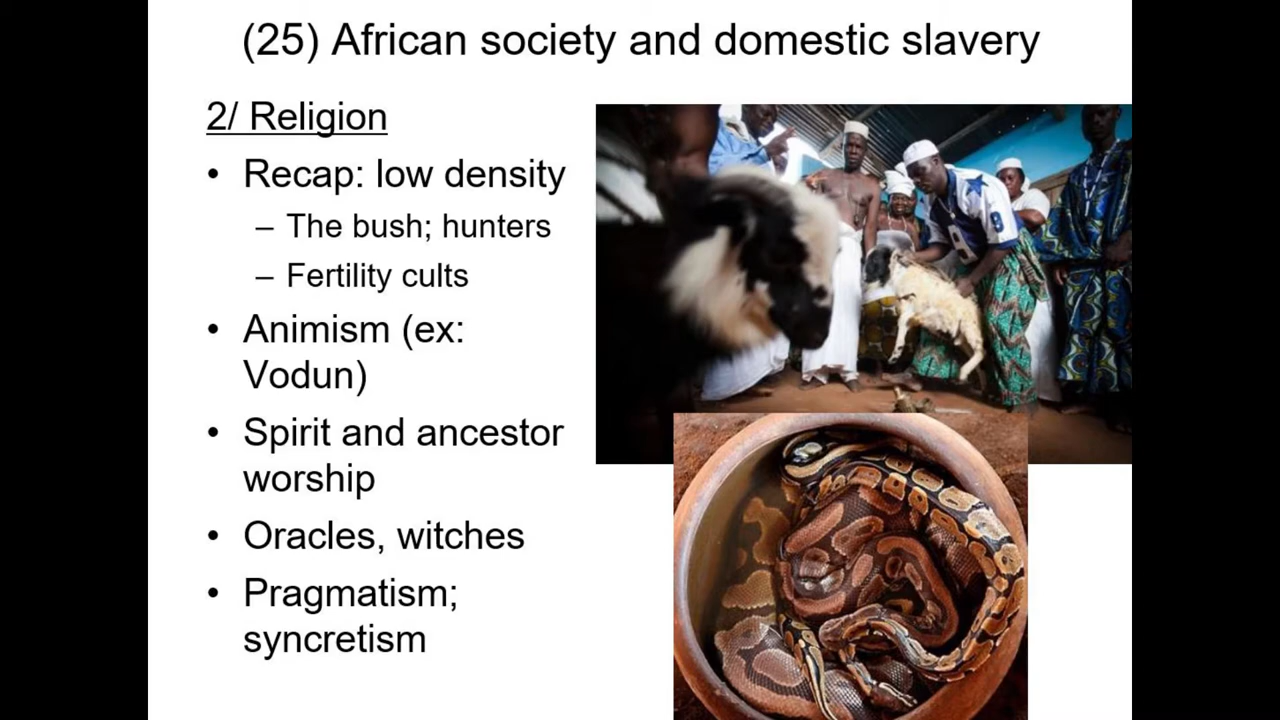 (25) African society and domestic slavery
2/ Religion
• Recap: low density
– The bush; hunters
– Fertility cults
• Animism (ex:
Vodun)
• Spirit and ancestor
worship
• Oracles, witches
• Pragmatism;
syncretism
9